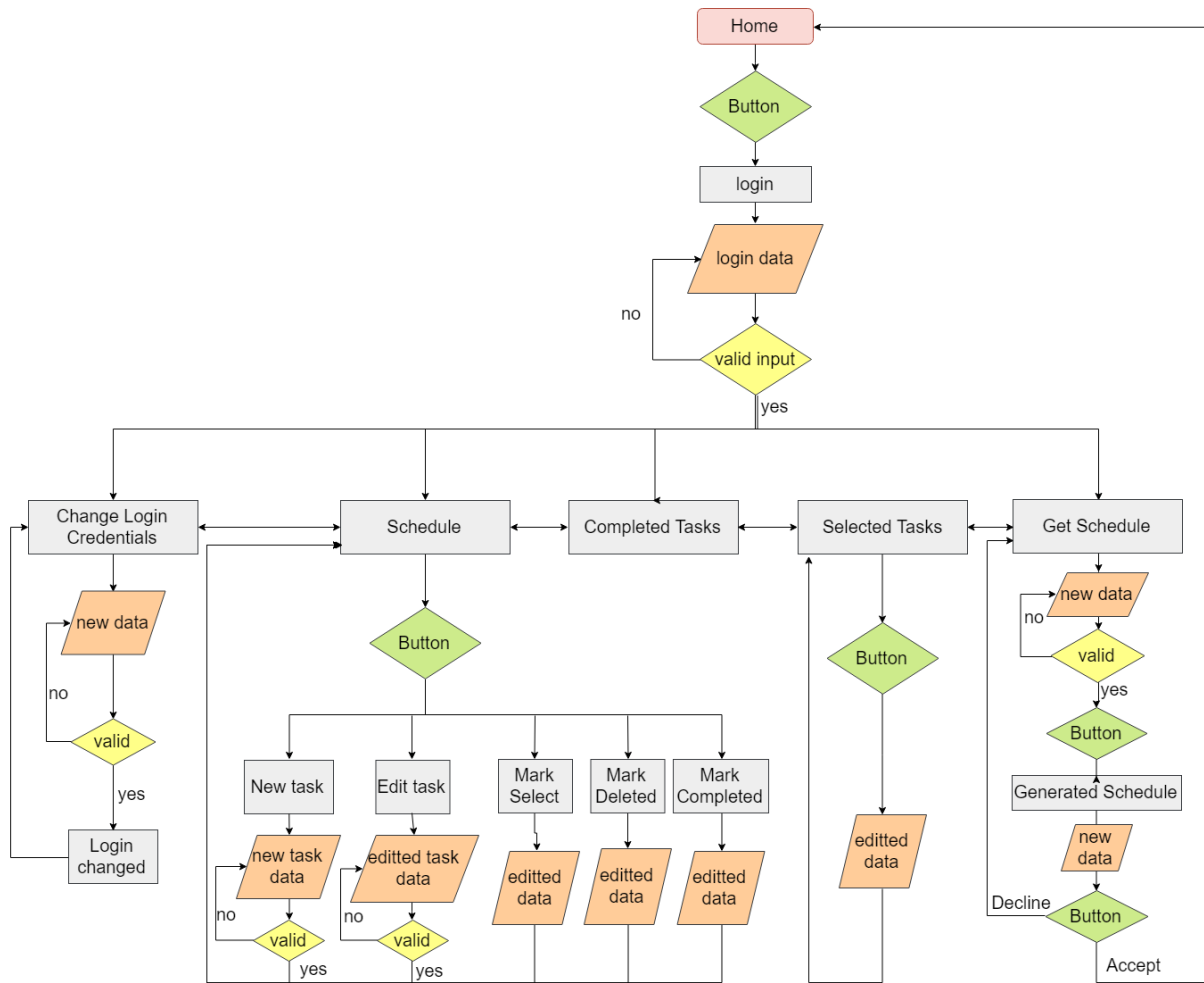 Home
Button
login
login data
no
valid input
yes
Change Login
Credentials
Schedule
Completed Tasks
Selected Tasks
Get Schedule
new data
no
valid
yes
Login
changed
Button
New task
Edit task
Mark
Select
Mark
Deleted
Mark
Completed
new task
data
editted task
data
editted
data
editted
data
editted
data
no
valid
yes
no
valid
yes
Button
editted
data
new data
no
valid
yes
Button
Generated Schedule
new
data
Decline
Button
Accept